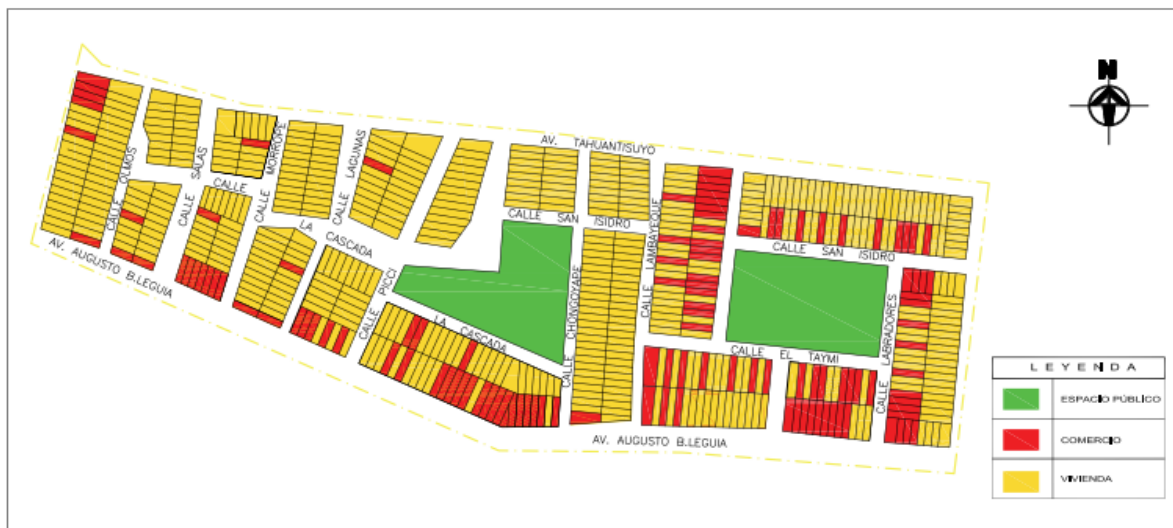 N
AV. TAHUANTISUYO
CALLE OLMOS
CALLE SALAS
CALLE
CALLE MORROPE
CALLE LAGUNAS
LA CASCADA
CALLE PICCI
LA CASCADA
CALLE SAN ISIDRO
CALLE CHONGOYAPE
CALLE LAMBAYEQUE
CALLE SAN ISIDRO
CALLE LABRADORES
CALLE EL TAYMI
AV. AUGUSTO B.LEGUIA
AV. AUGUSTO B.LEGUIA
LEYENDA
ESPACIO PÚBLICO
COMERCIO
VIVIENDA